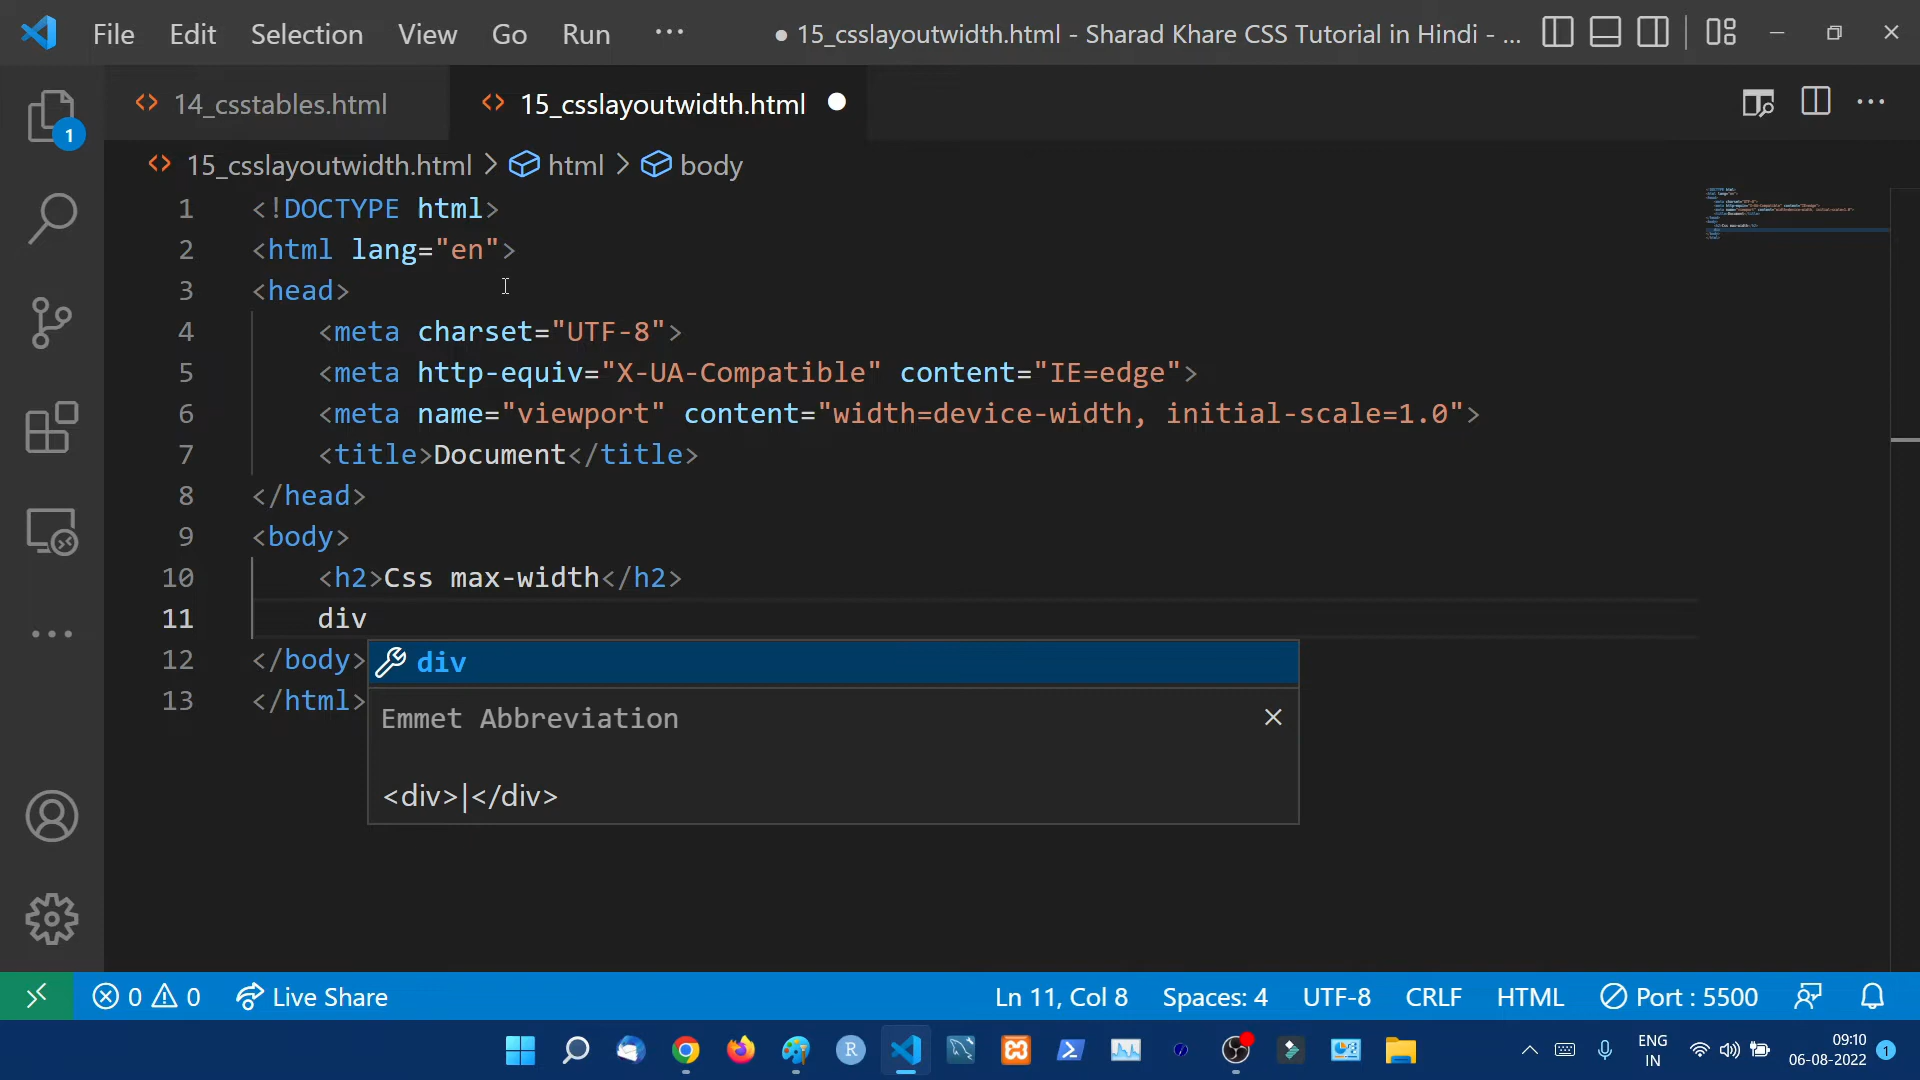 File Edit Selection View Go Run ··· ● 15_csslayoutwidth.html - Sharad Khare CSS Tutorial in Hindi - ...
14_csstables.html 15_csslayoutwidth.html ●
15_csslayoutwidth.html > html > body
1 <!DOCTYPE html>
2 <html lang="en">
3 <head>
4 <meta charset="UTF-8">
5 <meta http-equiv="X-UA-Compatible" content="IE=edge">
6 <meta name="viewport" content="width=device-width, initial-scale=1.0">
7 <title>Document</title>
8 </head>
9 <body>
10 <h2>Css max-width</h2>
11 div
12 </body>
div
13 </html>
Emmet Abbreviation
<div>|</div>
1
0 0 Live Share Ln 11, Col 8 Spaces: 4 UTF-8 CRLF HTML Port : 5500
R
ENG
IN
09:10
06-08-2022
1